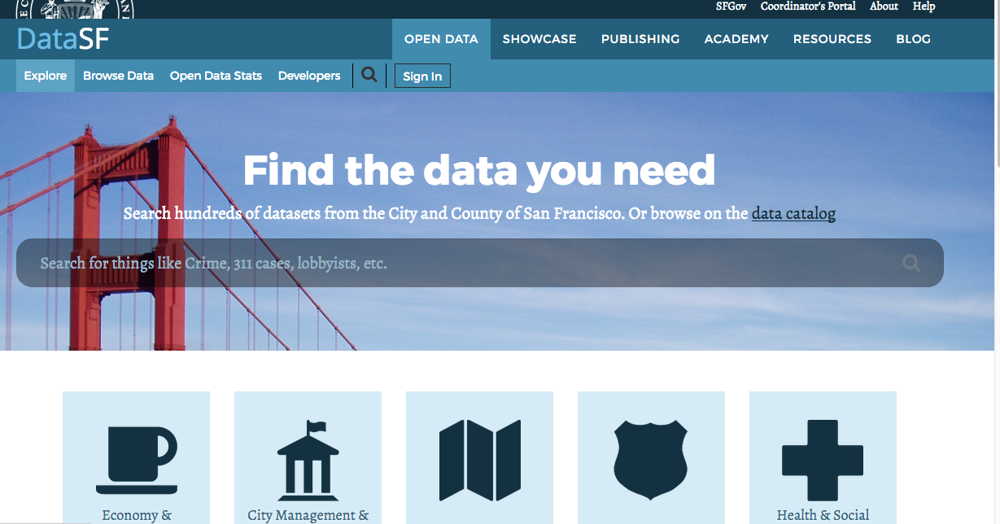 SFGov Coordinator's Portal About Help
DataSF
OPEN DATA SHOWCASE PUBLISHING ACADEMY RESOURCES BLOG
Explore Browse Data Open Data Stats Developers Sign In
Find the data you need
Search hundreds of datasets from the City and County of San Francisco. Or browse on the data catalog
Search for things like Crime, 311 cases, lobbyists, etc.
Economy & City Management & Health & Social